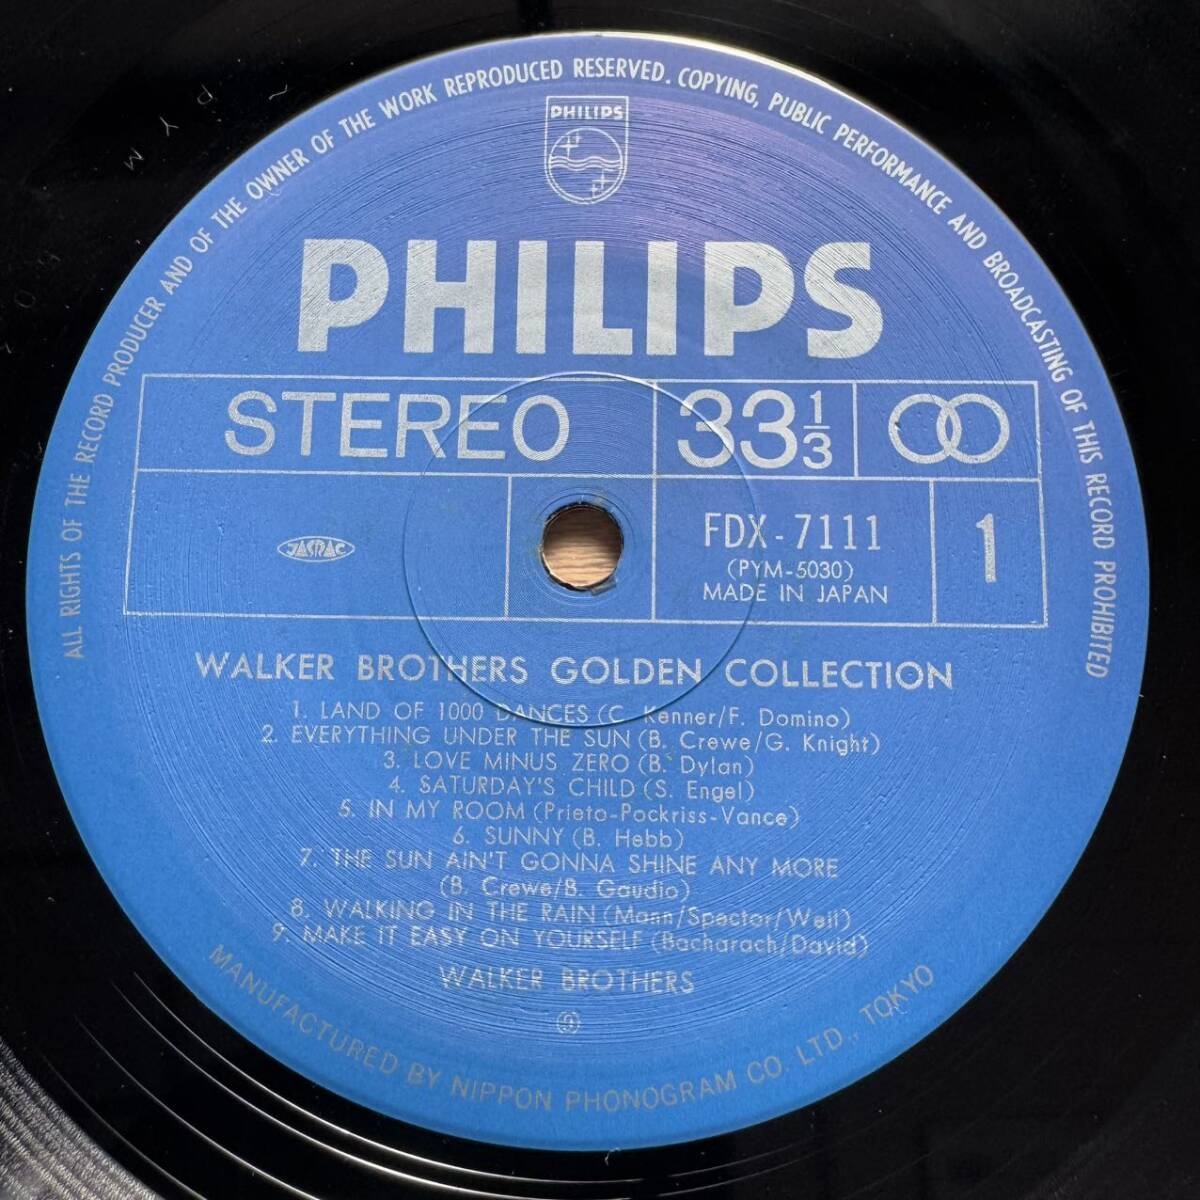 ALL RIGHTS OF THE RECORD PRODUCER AND OF THE OWNER OF THE WORK REPRODUCED RESERVED. COPYING, PUBLIC PERFORMANCE AND BROADCASTING OF THIS RECORD PROHIBITED
PHILIPS
PHILIPS
STEREO 33 1/3
JASRAC
FDX-7111
(PYM-5030)
MADE IN JAPAN
1
WALKER BROTHERS GOLDEN COLLECTION
1. LAND OF 1000 DANCES (C. Kenner/F. Domino)
2. EVERYTHING UNDER THE SUN (B. Crewe/G. Knight)
3. LOVE MINUS ZERO (B. Dylan)
4. SATURDAY'S CHILD (S. Engel)
5. IN MY ROOM (Prieto-Pockriss-Vance)
6. SUNNY (B. Hebb)
7. THE SUN AIN'T GONNA SHINE ANY MORE
(B. Crewe/B. Gaudio)
8. WALKING IN THE RAIN (Mann/Spector/Weil)
9. MAKE IT EASY ON YOURSELF (Bacharach/David)
WALKER BROTHERS
MANUFACTURED BY NIPPON PHONOGRAM CO. LTD., TOKYO